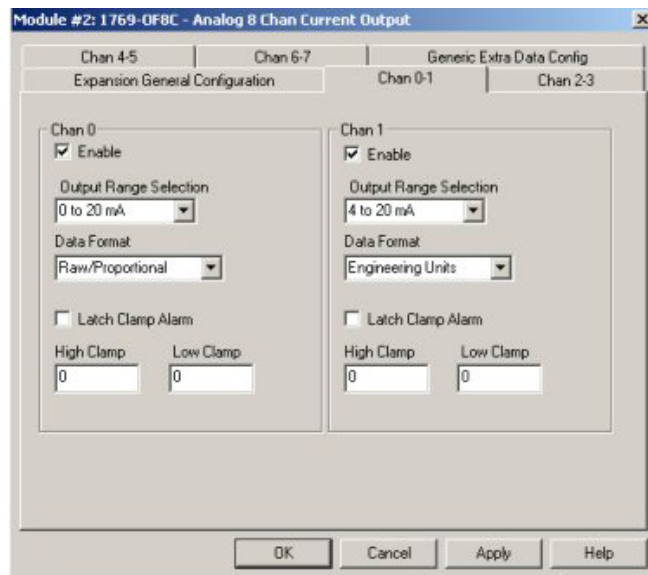 Module #2: 1769-OF8C - Analog 8 Chan Current Output
Chan 4-5
Chan 6-7
Generic Extra Data Config
Expansion General Configuration
Chan 0-1
Chan 2-3
Chan 0
Enable
Output Range Selection
0 to 20 mA
Data Format
Raw/Proportional
Latch Clamp Alarm
High Clamp
Low Clamp
0
0
Chan 1
Enable
Output Range Selection
4 to 20 mA
Data Format
Engineering Units
Latch Clamp Alarm
High Clamp
Low Clamp
0
0
OK
Cancel
Apply
Help